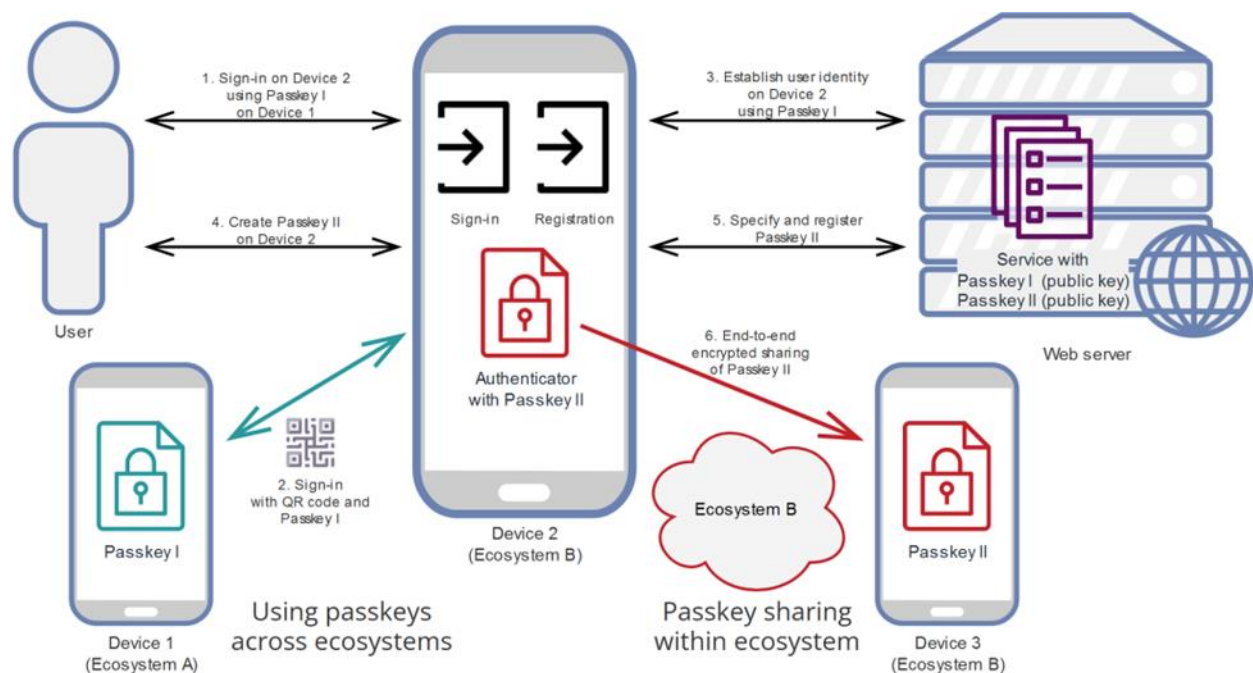 1. Sign-in on Device 2
using Passkey I
on Device 1
3. Establish user identity
on Device 2
using Passkey I
Sign-in
Registration
4. Create Passkey II
on Device 2
5. Specify and register
Passkey II
Service with
Passkey I (public key)
Passkey II (public key)
User
Web server
6. End-to-end
encrypted sharing
of Passkey II
Authenticator
with Passkey II
2. Sign-in
with QR code and
Passkey I
Passkey I
Ecosystem B
Passkey II
Device 2
(Ecosystem B)
Using passkeys
across ecosystems
Passkey sharing
within ecosystem
Device 1
(Ecosystem A)
Device 3
(Ecosystem B)